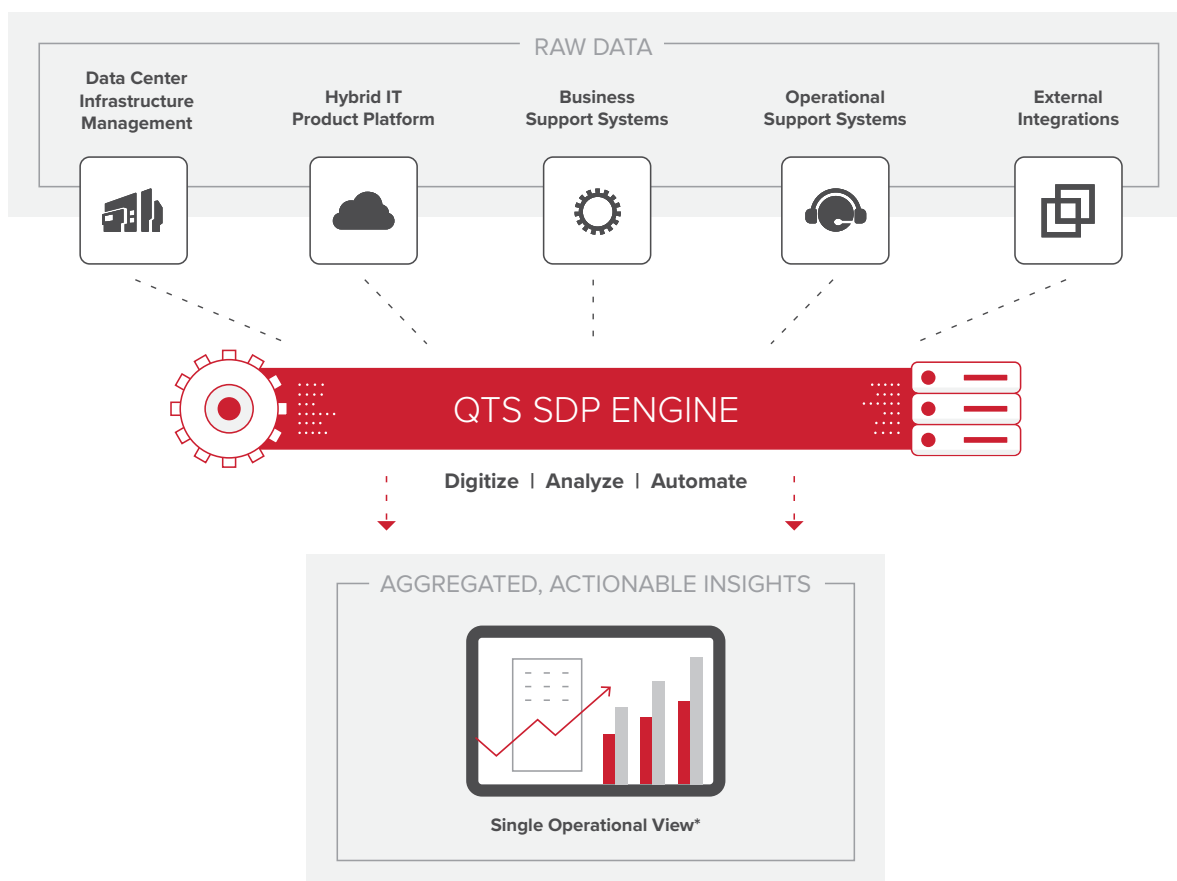 RAW DATA
Data Center
Infrastructure
Management
Hybrid IT
Product Platform
Business
Support Systems
Operational
Support Systems
External
Integrations
QTS SDP ENGINE
Digitize | Analyze | Automate
AGGREGATED, ACTIONABLE INSIGHTS
Single Operational View*